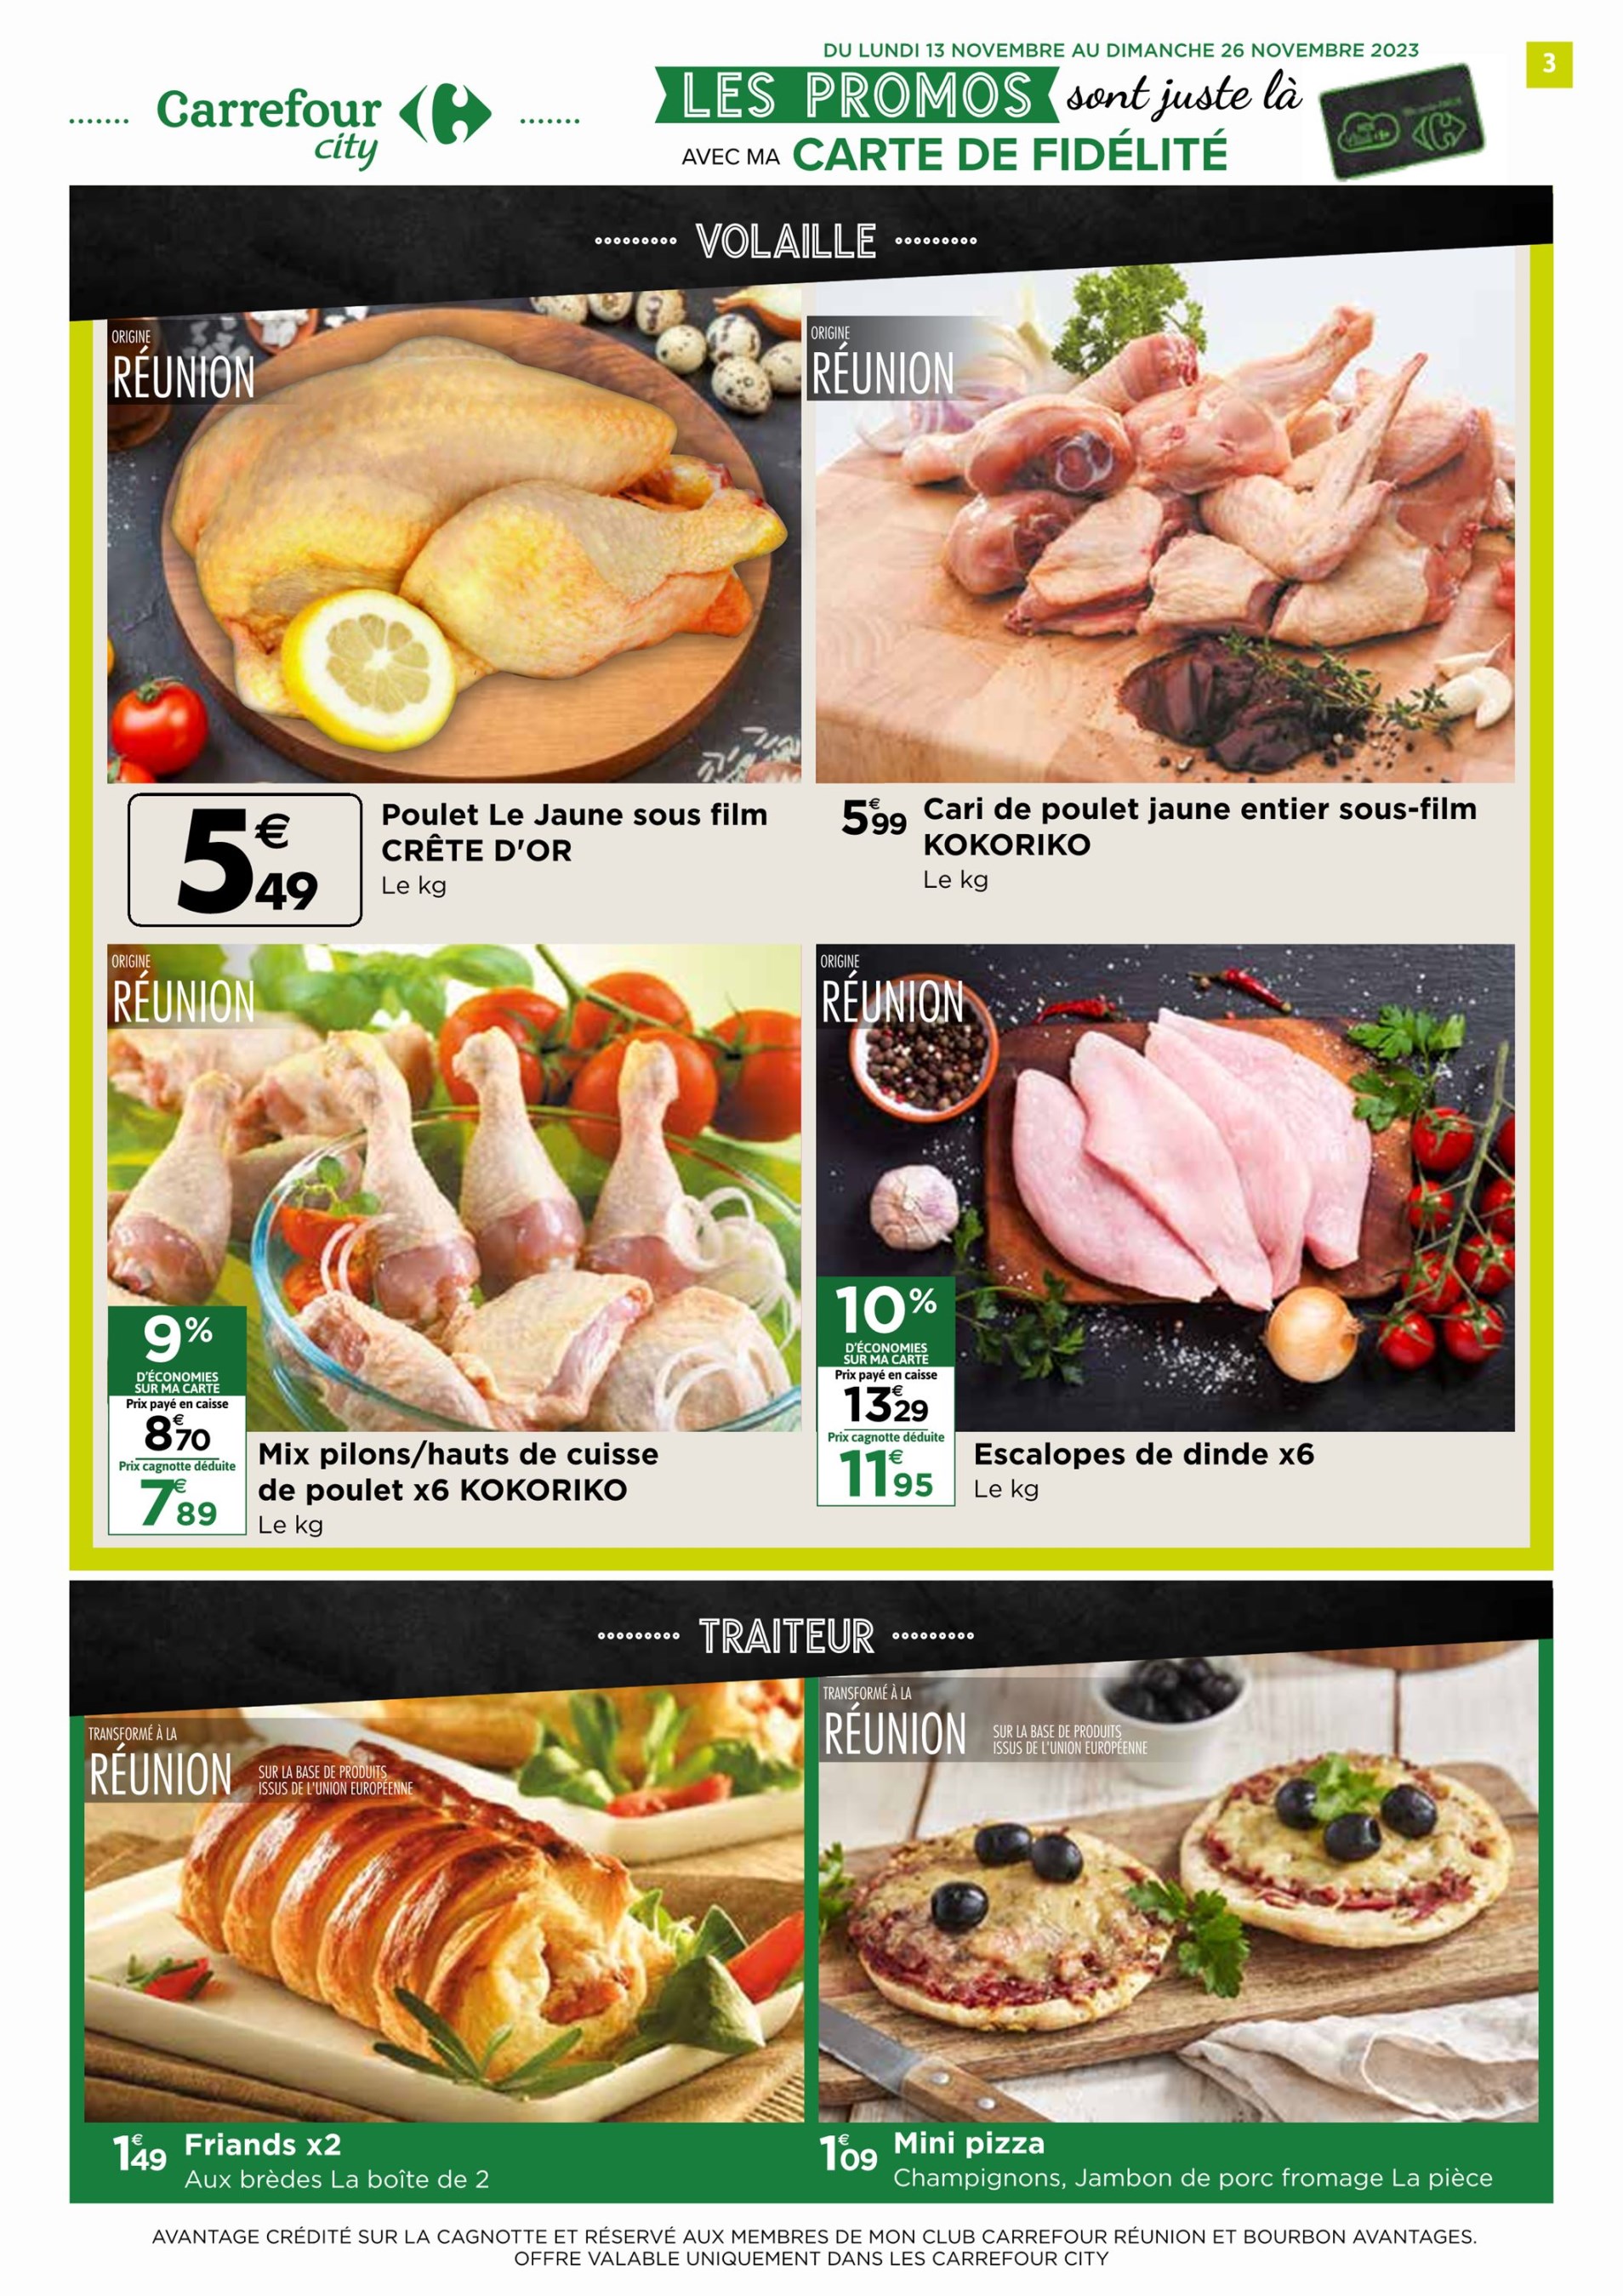 DU LUNDI 13 NOVEMBRE AU DIMANCHE 26 NOVEMBRE 2023
3
Carrefour
city
LES PROMOS sont juste là
AVEC MA CARTE DE FIDÉLITÉ
VOLAILLE
ORIGINE
RÉUNION
ORIGINE
RÉUNION
5€49
Poulet Le Jaune sous film
CRÊTE D'OR
Le kg
5€99
Cari de poulet jaune entier sous-film
KOKORIKO
Le kg
ORIGINE
RÉUNION
ORIGINE
RÉUNION
9%
D'ÉCONOMIES
SUR MA CARTE
Prix payé en caisse
8€70
Prix cagnotte déduite
7€89
Mix pilons/hauts de cuisse
de poulet x6 KOKORIKO
Le kg
10%
D'ÉCONOMIES
SUR MA CARTE
Prix payé en caisse
13€29
Prix cagnotte déduite
11€95
Escalopes de dinde x6
Le kg
TRAITEUR
TRANSFORMÉ À LA
RÉUNION
SUR LA BASE DE PRODUITS
ISSUS DE L'UNION EUROPÉENNE
TRANSFORMÉ À LA
RÉUNION
SUR LA BASE DE PRODUITS
ISSUS DE L'UNION EUROPÉENNE
1€49
Friands x2
Aux brèdes La boîte de 2
1€09
Mini pizza
Champignons, Jambon de porc fromage La pièce
AVANTAGE CRÉDITÉ SUR LA CAGNOTTE ET RÉSERVÉ AUX MEMBRES DE MON CLUB CARREFOUR RÉUNION ET BOURBON AVANTAGES.
OFFRE VALABLE UNIQUEMENT DANS LES CARREFOUR CITY